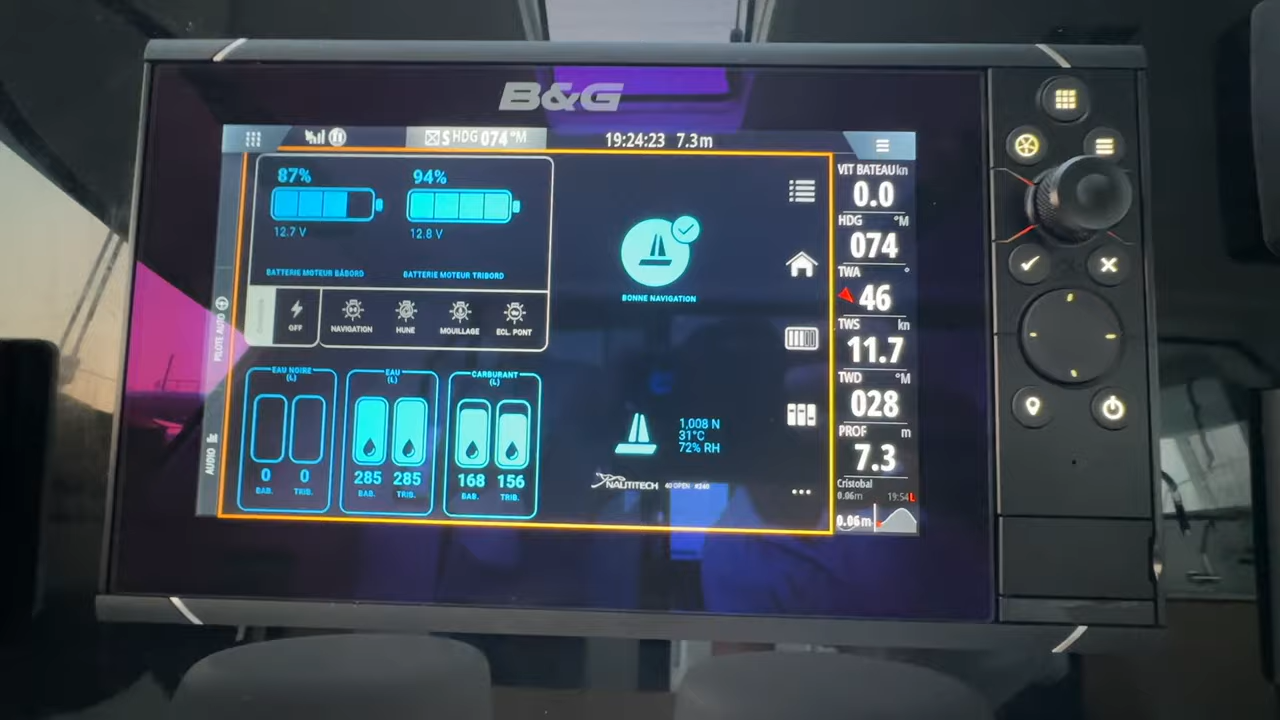 B&G
HDG 074 °M
19:24:23 7.3m
87%
94%
12.7 V
12.8 V
BATTERIE MOTEUR BÂBORD
BATTERIE MOTEUR TRIBORD
OFF
NAVIGATION
HUNE
MOUILLAGE
ECL. PONT
BONNE NAVIGATION
EAU NOIRE
(L)
EAU
(L)
CARBURANT
(L)
0
0
285
285
168
156
BAB.
TRIB.
BAB.
TRIB.
BAB.
TRIB.
1,008 N
31°C
72% RH
NAUTITECH 40 OPEN #240
PILOTE AUTO
AUDIO
VIT BATEAU kn
0.0
HDG °M
074
TWA °
46
TWS kn
11.7
TWD °M
028
PROF m
7.3
Cristobal
0.06m 19:54L
0.06m